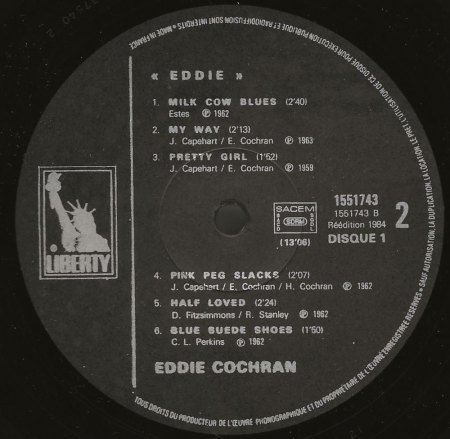 « EDDIE »
1. MILK COW BLUES (2'40)
Estes ℗ 1962
2. MY WAY (2'13)
J. Capehart / E. Cochran ℗ 1963
3. PRETTY GIRL (1'52)
J. Capehart / E. Cochran ℗ 1959
LIBERTY
SACEM
SDRM
(13'06)
1551743
1551743 B
Réédition 1984
DISQUE 1
2
4. PINK PEG SLACKS (2'07)
J. Capehart / E. Cochran / H. Cochran ℗ 1962
5. HALF LOVED (2'24)
D. Fitzsimmons / R. Stanley ℗ 1962
6. BLUE SUEDE SHOES (1'50)
C. L. Perkins ℗ 1962
EDDIE COCHRAN
TOUS DROITS DU PRODUCTEUR DE L'ŒUVRE PHONOGRAPHIQUE ET DU PROPRIÉTAIRE DE L'ŒUVRE ENREGISTRÉE RÉSERVÉS • SAUF AUTORISATION, LA DUPLICATION, LA LOCATION, LE PRÊT, L'UTILISATION DE CE DISQUE POUR EXÉCUTION PUBLIQUE ET RADIODIFFUSION SONT INTERDITS • MADE IN FRANCE